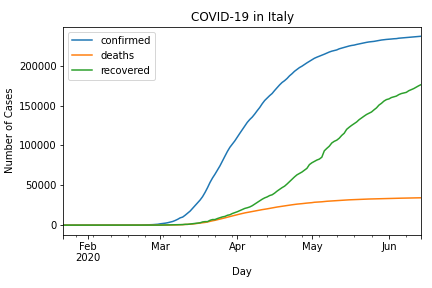 COVID-19 in Italy
confirmed
deaths
recovered
Number of Cases
200000
150000
100000
50000
0
Feb
2020
Mar
Apr
May
Jun
Day